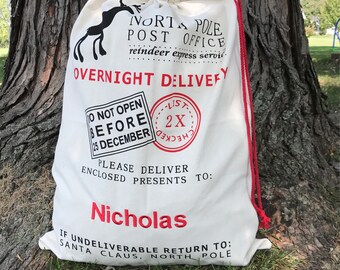 NORTH POLE
POST OFFICE
reindeer express service
OVERNIGHT DELIVERY
DO NOT OPEN
BEFORE
25 DECEMBER
LIST
2X
CHECKED
PLEASE DELIVER
ENCLOSED PRESENTS TO:
Nicholas
IF UNDELIVERABLE RETURN TO:
SANTA CLAUS, NORTH POLE